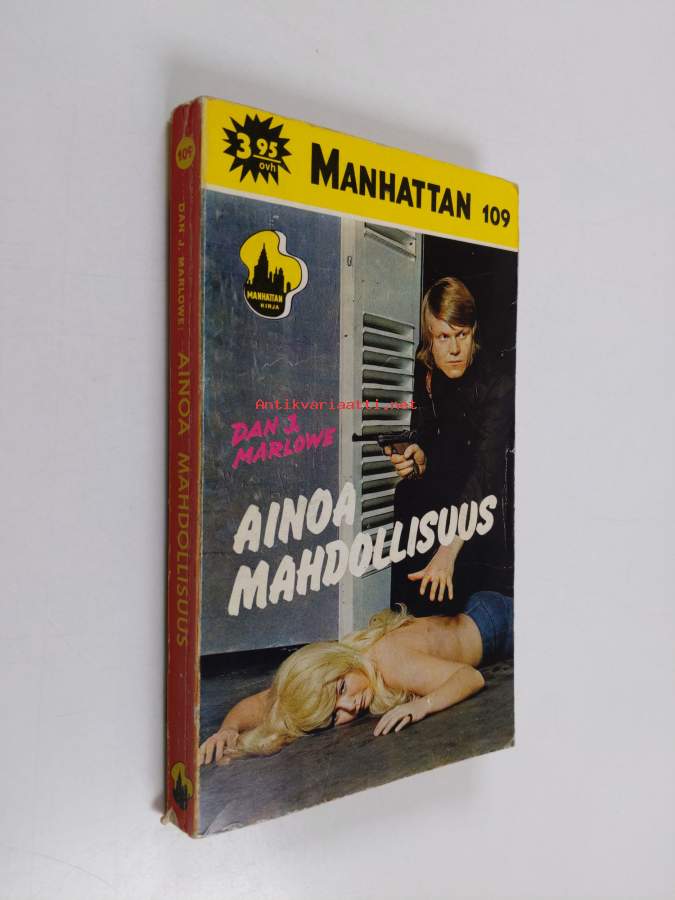 3 95
ovh
MANHATTAN 109
MANHATTAN
KIRJA
Antikvariaatti.net
DAN J.
MARLOWE
AINOA
MAHDOLLISUUS
109
DAN J. MARLOWE: AINOA MAHDOLLISUUS